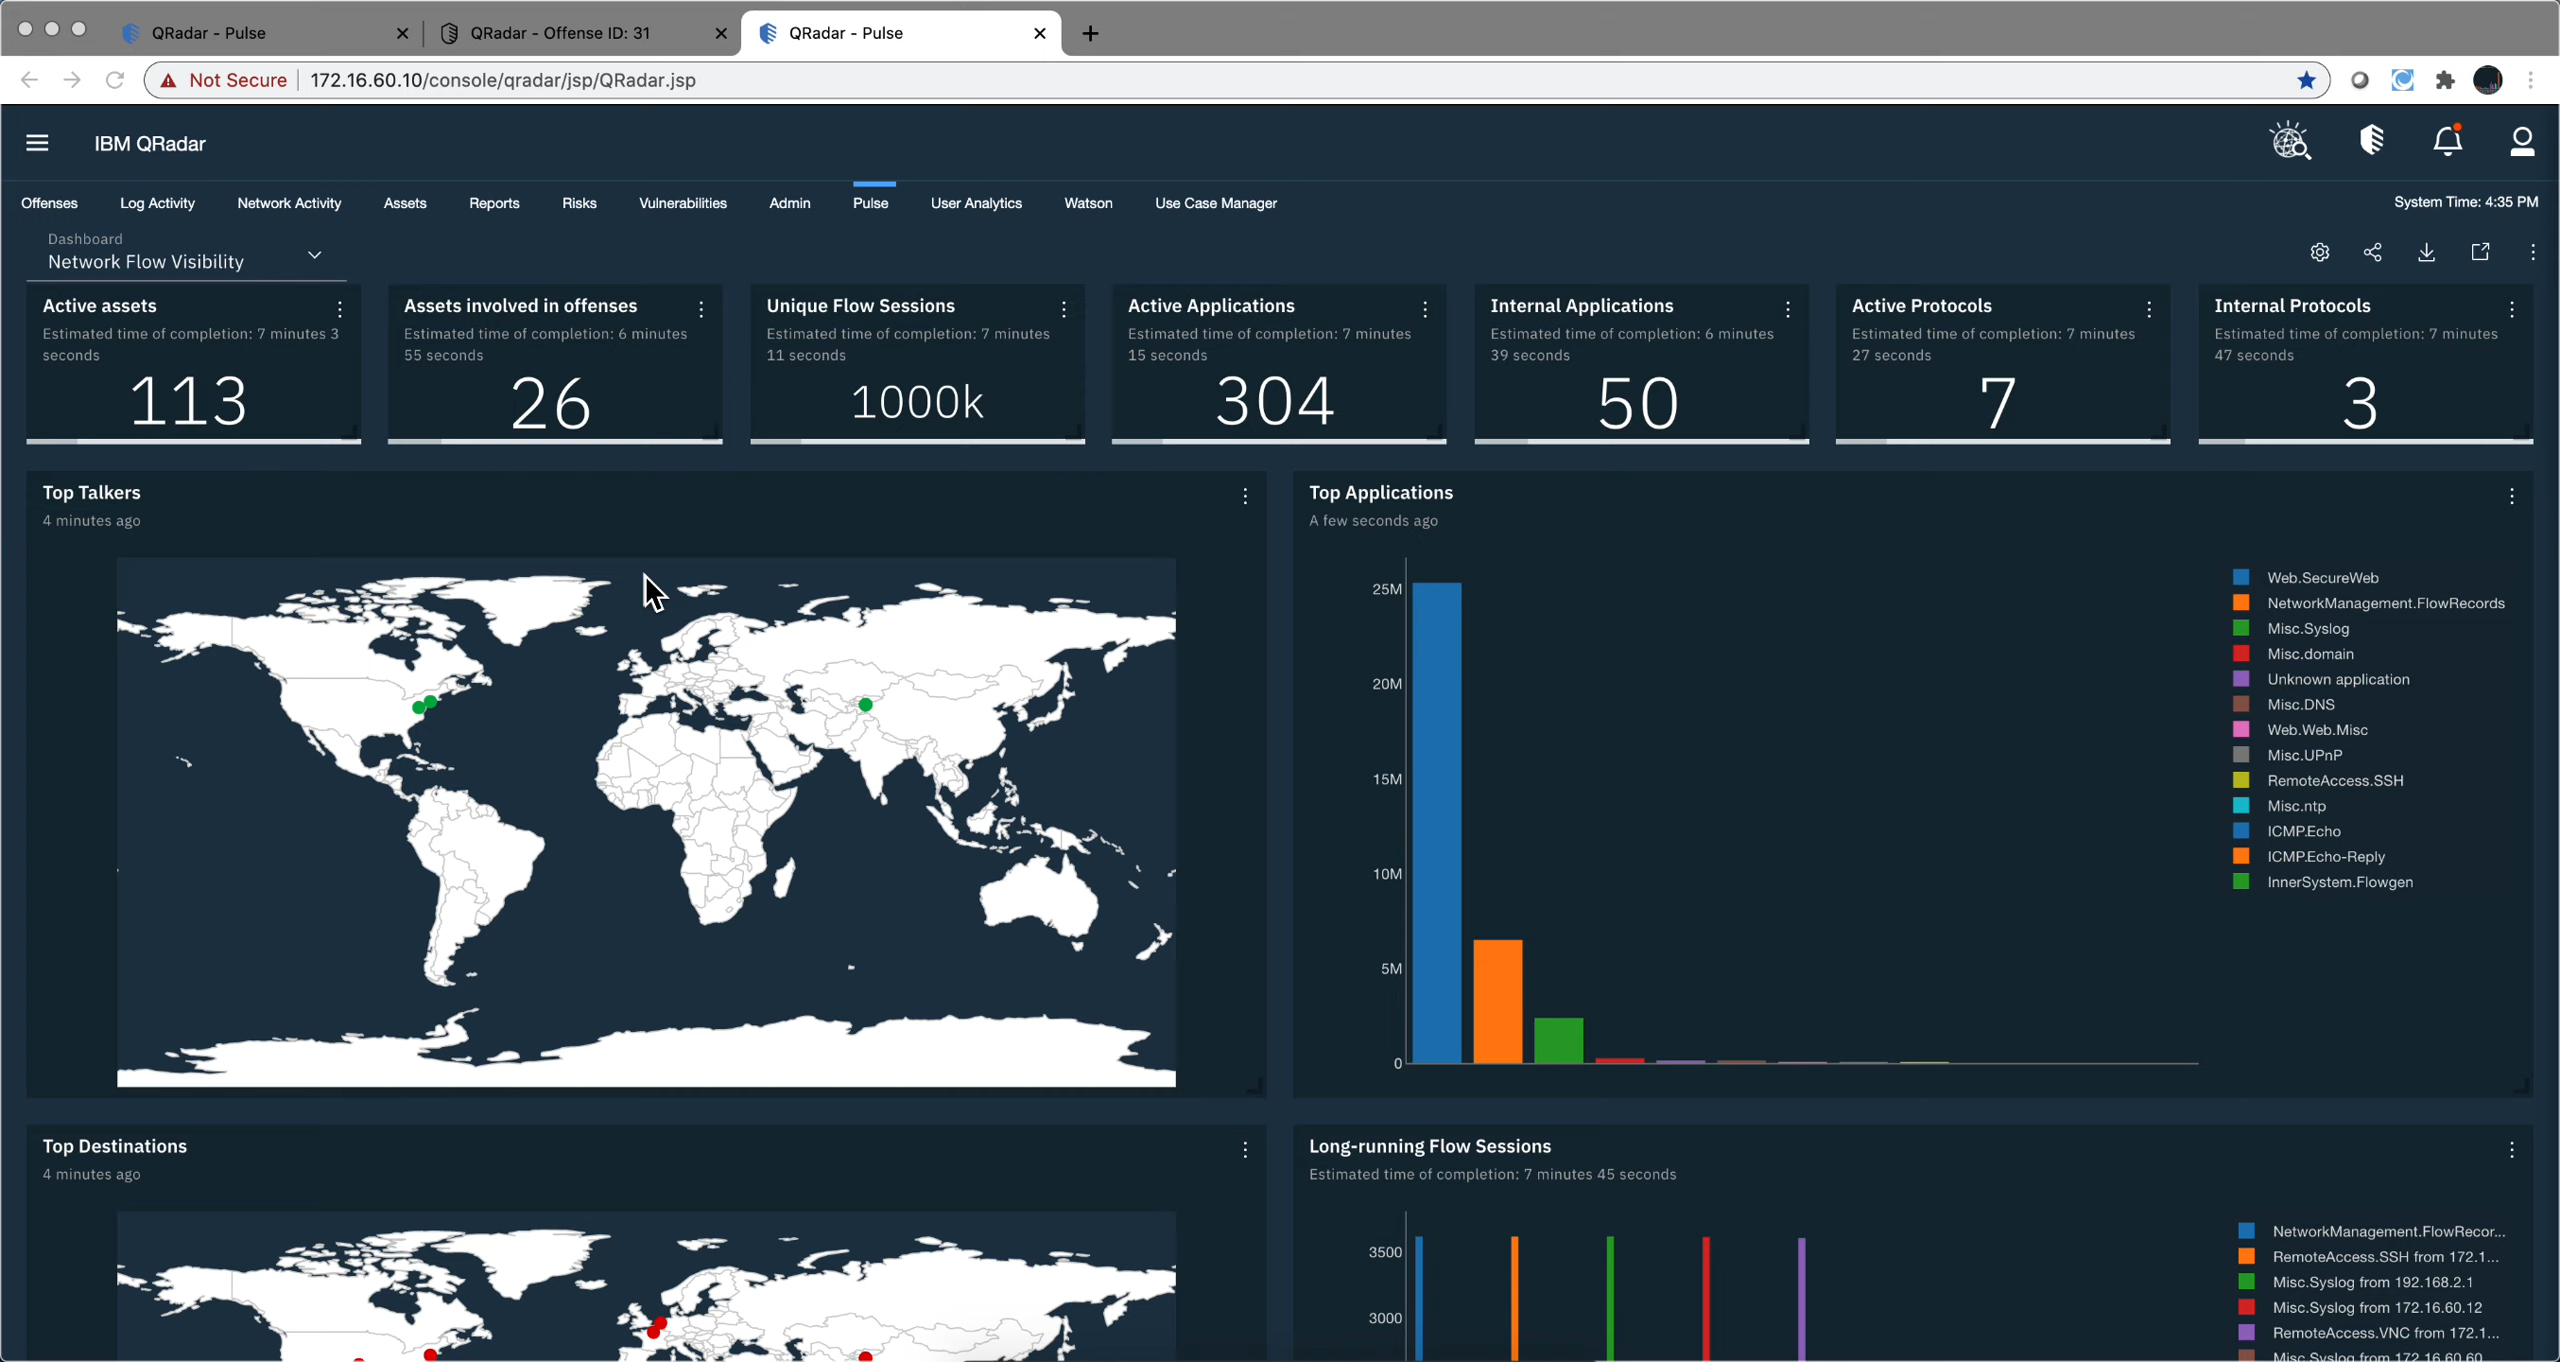 QRadar - Pulse
QRadar - Offense ID: 31
QRadar - Pulse
Not Secure
172.16.60.10/console/qradar/jsp/QRadar.jsp
IBM QRadar
Offenses
Log Activity
Network Activity
Assets
Reports
Risks
Vulnerabilities
Admin
Pulse
User Analytics
Watson
Use Case Manager
System Time: 4:35 PM
Dashboard
Network Flow Visibility
Active assets
Estimated time of completion: 7 minutes 3
seconds
113
Assets involved in offenses
Estimated time of completion: 6 minutes
55 seconds
26
Unique Flow Sessions
Estimated time of completion: 7 minutes
11 seconds
1000k
Active Applications
Estimated time of completion: 7 minutes
15 seconds
304
Internal Applications
Estimated time of completion: 6 minutes
39 seconds
50
Active Protocols
Estimated time of completion: 7 minutes
27 seconds
7
Internal Protocols
Estimated time of completion: 7 minutes
47 seconds
3
Top Talkers
4 minutes ago
Top Applications
A few seconds ago
25M
20M
15M
10M
5M
0
Web.SecureWeb
NetworkManagement.FlowRecords
Misc.Syslog
Misc.domain
Unknown application
Misc.DNS
Web.Web.Misc
Misc.UPnP
RemoteAccess.SSH
Misc.ntp
ICMP.Echo
ICMP.Echo-Reply
InnerSystem.Flowgen
Top Destinations
4 minutes ago
Long-running Flow Sessions
Estimated time of completion: 7 minutes 45 seconds
3500
3000
NetworkManagement.FlowRecor...
RemoteAccess.SSH from 172.1...
Misc.Syslog from 192.168.2.1
Misc.Syslog from 172.16.60.12
RemoteAccess.VNC from 172.1...
Misc.Syslog from 172.16.60.60